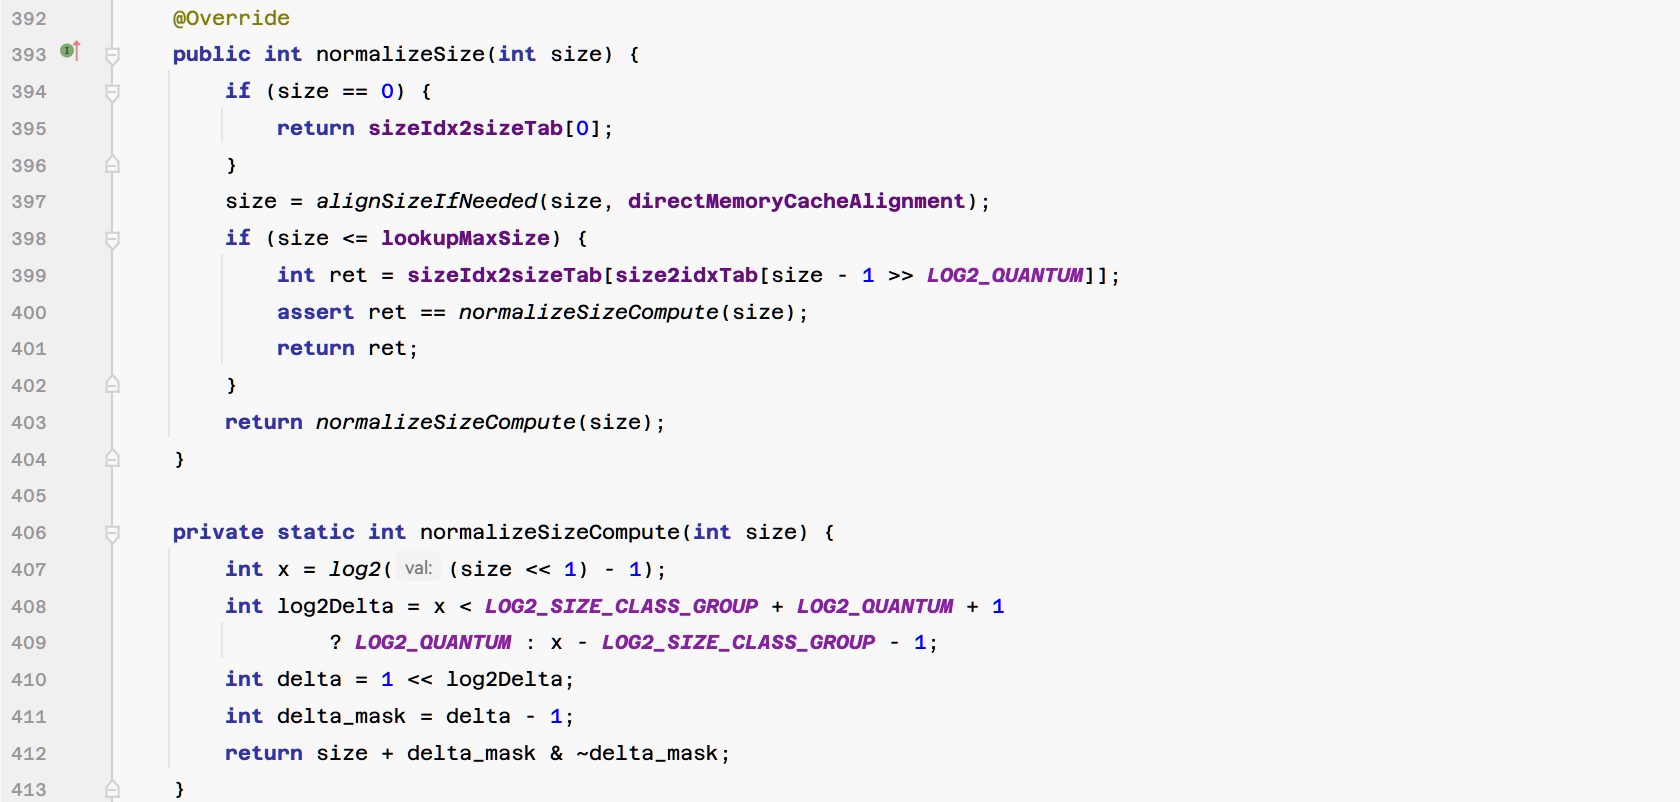 392 @Override
393 public int normalizeSize(int size) {
394 if (size == 0) {
395 return sizeIdx2sizeTab[0];
396 }
397 size = alignSizeIfNeeded(size, directMemoryCacheAlignment);
398 if (size <= lookupMaxSize) {
399 int ret = sizeIdx2sizeTab[size2idxTab[size - 1 >> LOG2_QUANTUM]];
400 assert ret == normalizeSizeCompute(size);
401 return ret;
402 }
403 return normalizeSizeCompute(size);
404 }
405
406 private static int normalizeSizeCompute(int size) {
407 int x = log2( val: (size << 1) - 1);
408 int log2Delta = x < LOG2_SIZE_CLASS_GROUP + LOG2_QUANTUM + 1
409 ? LOG2_QUANTUM : x - LOG2_SIZE_CLASS_GROUP - 1;
410 int delta = 1 << log2Delta;
411 int delta_mask = delta - 1;
412 return size + delta_mask & ~delta_mask;
413 }